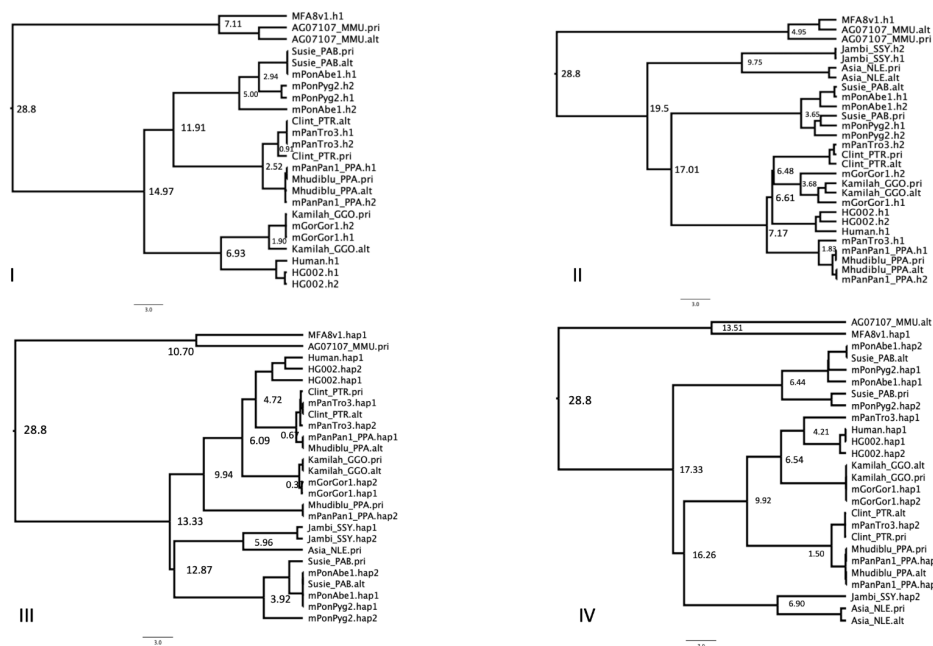 MFA8v1.h1
7.11
AG07107_MMU.pri
AG07107_MMU.alt
Susie_PAB.pri
Susie_PAB.alt
2.94
mPonAbe1.h1
mPonPyg2.h2
5.00
mPonPyg2.h1
28.8
mPonAbe1.h2
Clint_PTR.alt
11.91
mPanTro3.h1
mPanTro3.h2
0.91
Clint_PTR.pri
2.52
mPanPan1_PPA.h1
Mhudiblu_PPA.pri
14.97
Mhudiblu_PPA.alt
mPanPan1_PPA.h2
Kamilah_GGO.pri
mGorGor1.h2
mGorGor1.h1
1.90
Kamilah_GGO.alt
6.93
Human.h1
HG002.h1
HG002.h2
I
3.0
MFA8v1.h1
AG07107_MMU.alt
4.95
AG07107_MMU.pri
Jambi_SSY.h2
Jambi_SSY.h1
9.75
Asia_NLE.pri
28.8
Asia_NLE.alt
Susie_PAB.alt
mPonAbe1.h1
19.5
mPonAbe1.h2
3.65
Susie_PAB.pri
mPonPyg2.h1
mPonPyg2.h2
mPanTro3.h2
Clint_PTR.pri
17.01
Clint_PTR.alt
6.48
mGorGor1.h2
3.68
Kamilah_GGO.pri
Kamilah_GGO.alt
6.61
mGorGor1.h1
HG002.h1
HG002.h2
7.17
Human.h1
mPanTro3.h1
1.83
mPanPan1_PPA.h1
Mhudiblu_PPA.pri
Mhudiblu_PPA.alt
mPanPan1_PPA.h2
II
3.0
MFA8v1.hap1
AG07107_MMU.pri
10.70
Human.hap1
HG002.hap2
HG002.hap1
Clint_PTR.pri
4.72
mPanTro3.hap1
Clint_PTR.alt
mPanTro3.hap2
28.8
0.67
mPanPan1_PPA.hap1
6.09
Mhudiblu_PPA.alt
Kamilah_GGO.pri
Kamilah_GGO.alt
9.94
mGorGor1.hap2
mGorGor1.hap1
Mhudiblu_PPA.pri
mPanPan1_PPA.hap2
13.33
Jambi_SSY.hap1
Jambi_SSY.hap2
5.96
Asia_NLE.pri
12.87
Susie_PAB.pri
mPonAbe1.hap2
Susie_PAB.alt
3.92
mPonAbe1.hap1
mPonPyg2.hap1
mPonPyg2.hap2
III
3.0
AG07107_MMU.alt
13.51
MFA8v1.hap1
mPonAbe1.hap2
Susie_PAB.alt
mPonPyg2.hap1
6.44
mPonAbe1.hap1
Susie_PAB.pri
28.8
mPonPyg2.hap2
mPanTro3.hap1
4.21
Human.hap1
HG002.hap1
HG002.hap2
6.54
17.33
Kamilah_GGO.alt
Kamilah_GGO.pri
mGorGor1.hap1
9.92
mGorGor1.hap2
Clint_PTR.alt
mPanTro3.hap2
Clint_PTR.pri
1.50
Mhudiblu_PPA.pri
16.26
mPanPan1_PPA.hap
Mhudiblu_PPA.alt
mPanPan1_PPA.hap
Jambi_SSY.hap2
6.90
Asia_NLE.pri
Asia_NLE.alt
IV